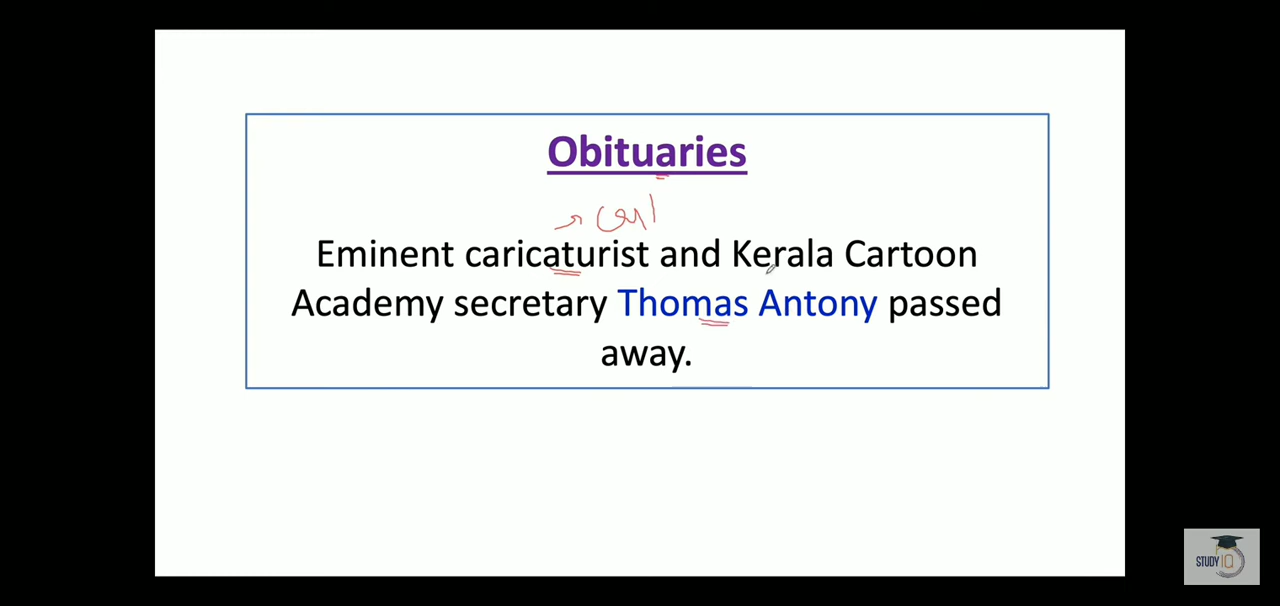 Obituaries
Eminent caricaturist and Kerala Cartoon
Academy secretary Thomas Antony passed
away.
STUDY IQ